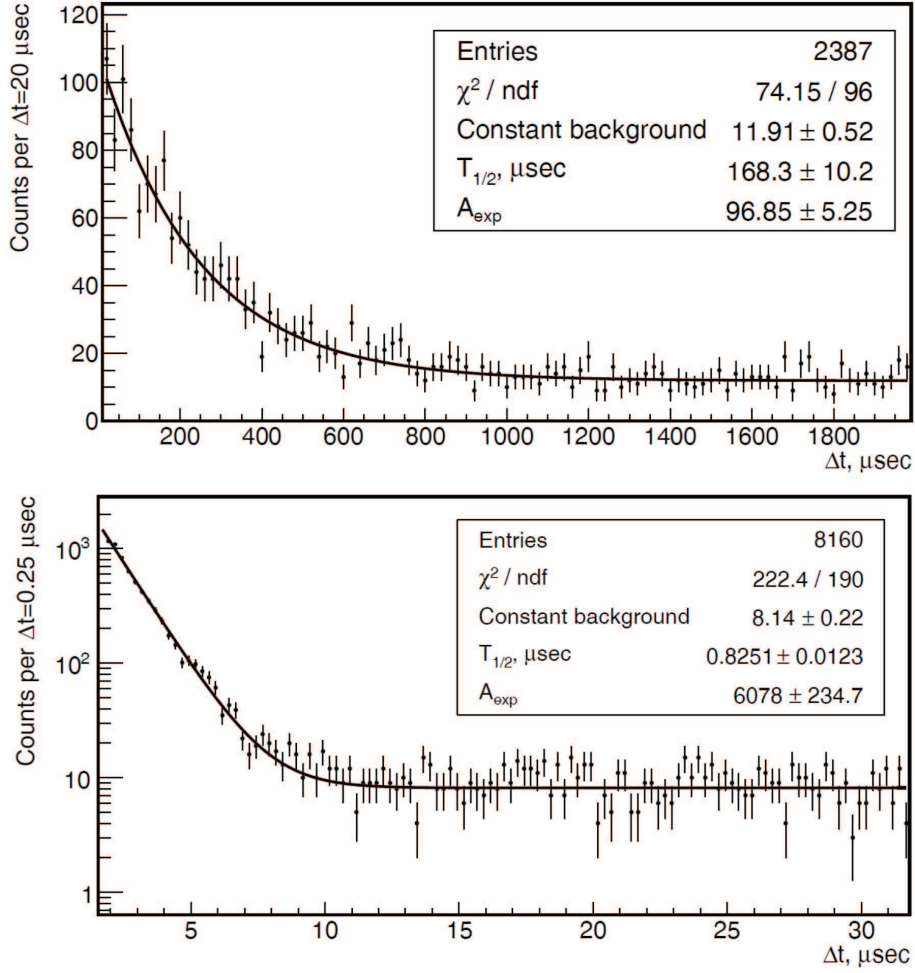 120
100
80
60
40
20
0
Counts per Δt=20 μsec
Entries 2387
χ² / ndf 74.15 / 96
Constant background 11.91 ± 0.52
T1/2, μsec 168.3 ± 10.2
Aexp 96.85 ± 5.25
200 400 600 800 1000 1200 1400 1600 1800
Δt, μsec
10³
10²
10
1
Counts per Δt=0.25 μsec
Entries 8160
χ² / ndf 222.4 / 190
Constant background 8.14 ± 0.22
T1/2, μsec 0.8251 ± 0.0123
Aexp 6078 ± 234.7
5 10 15 20 25 30
Δt, μsec